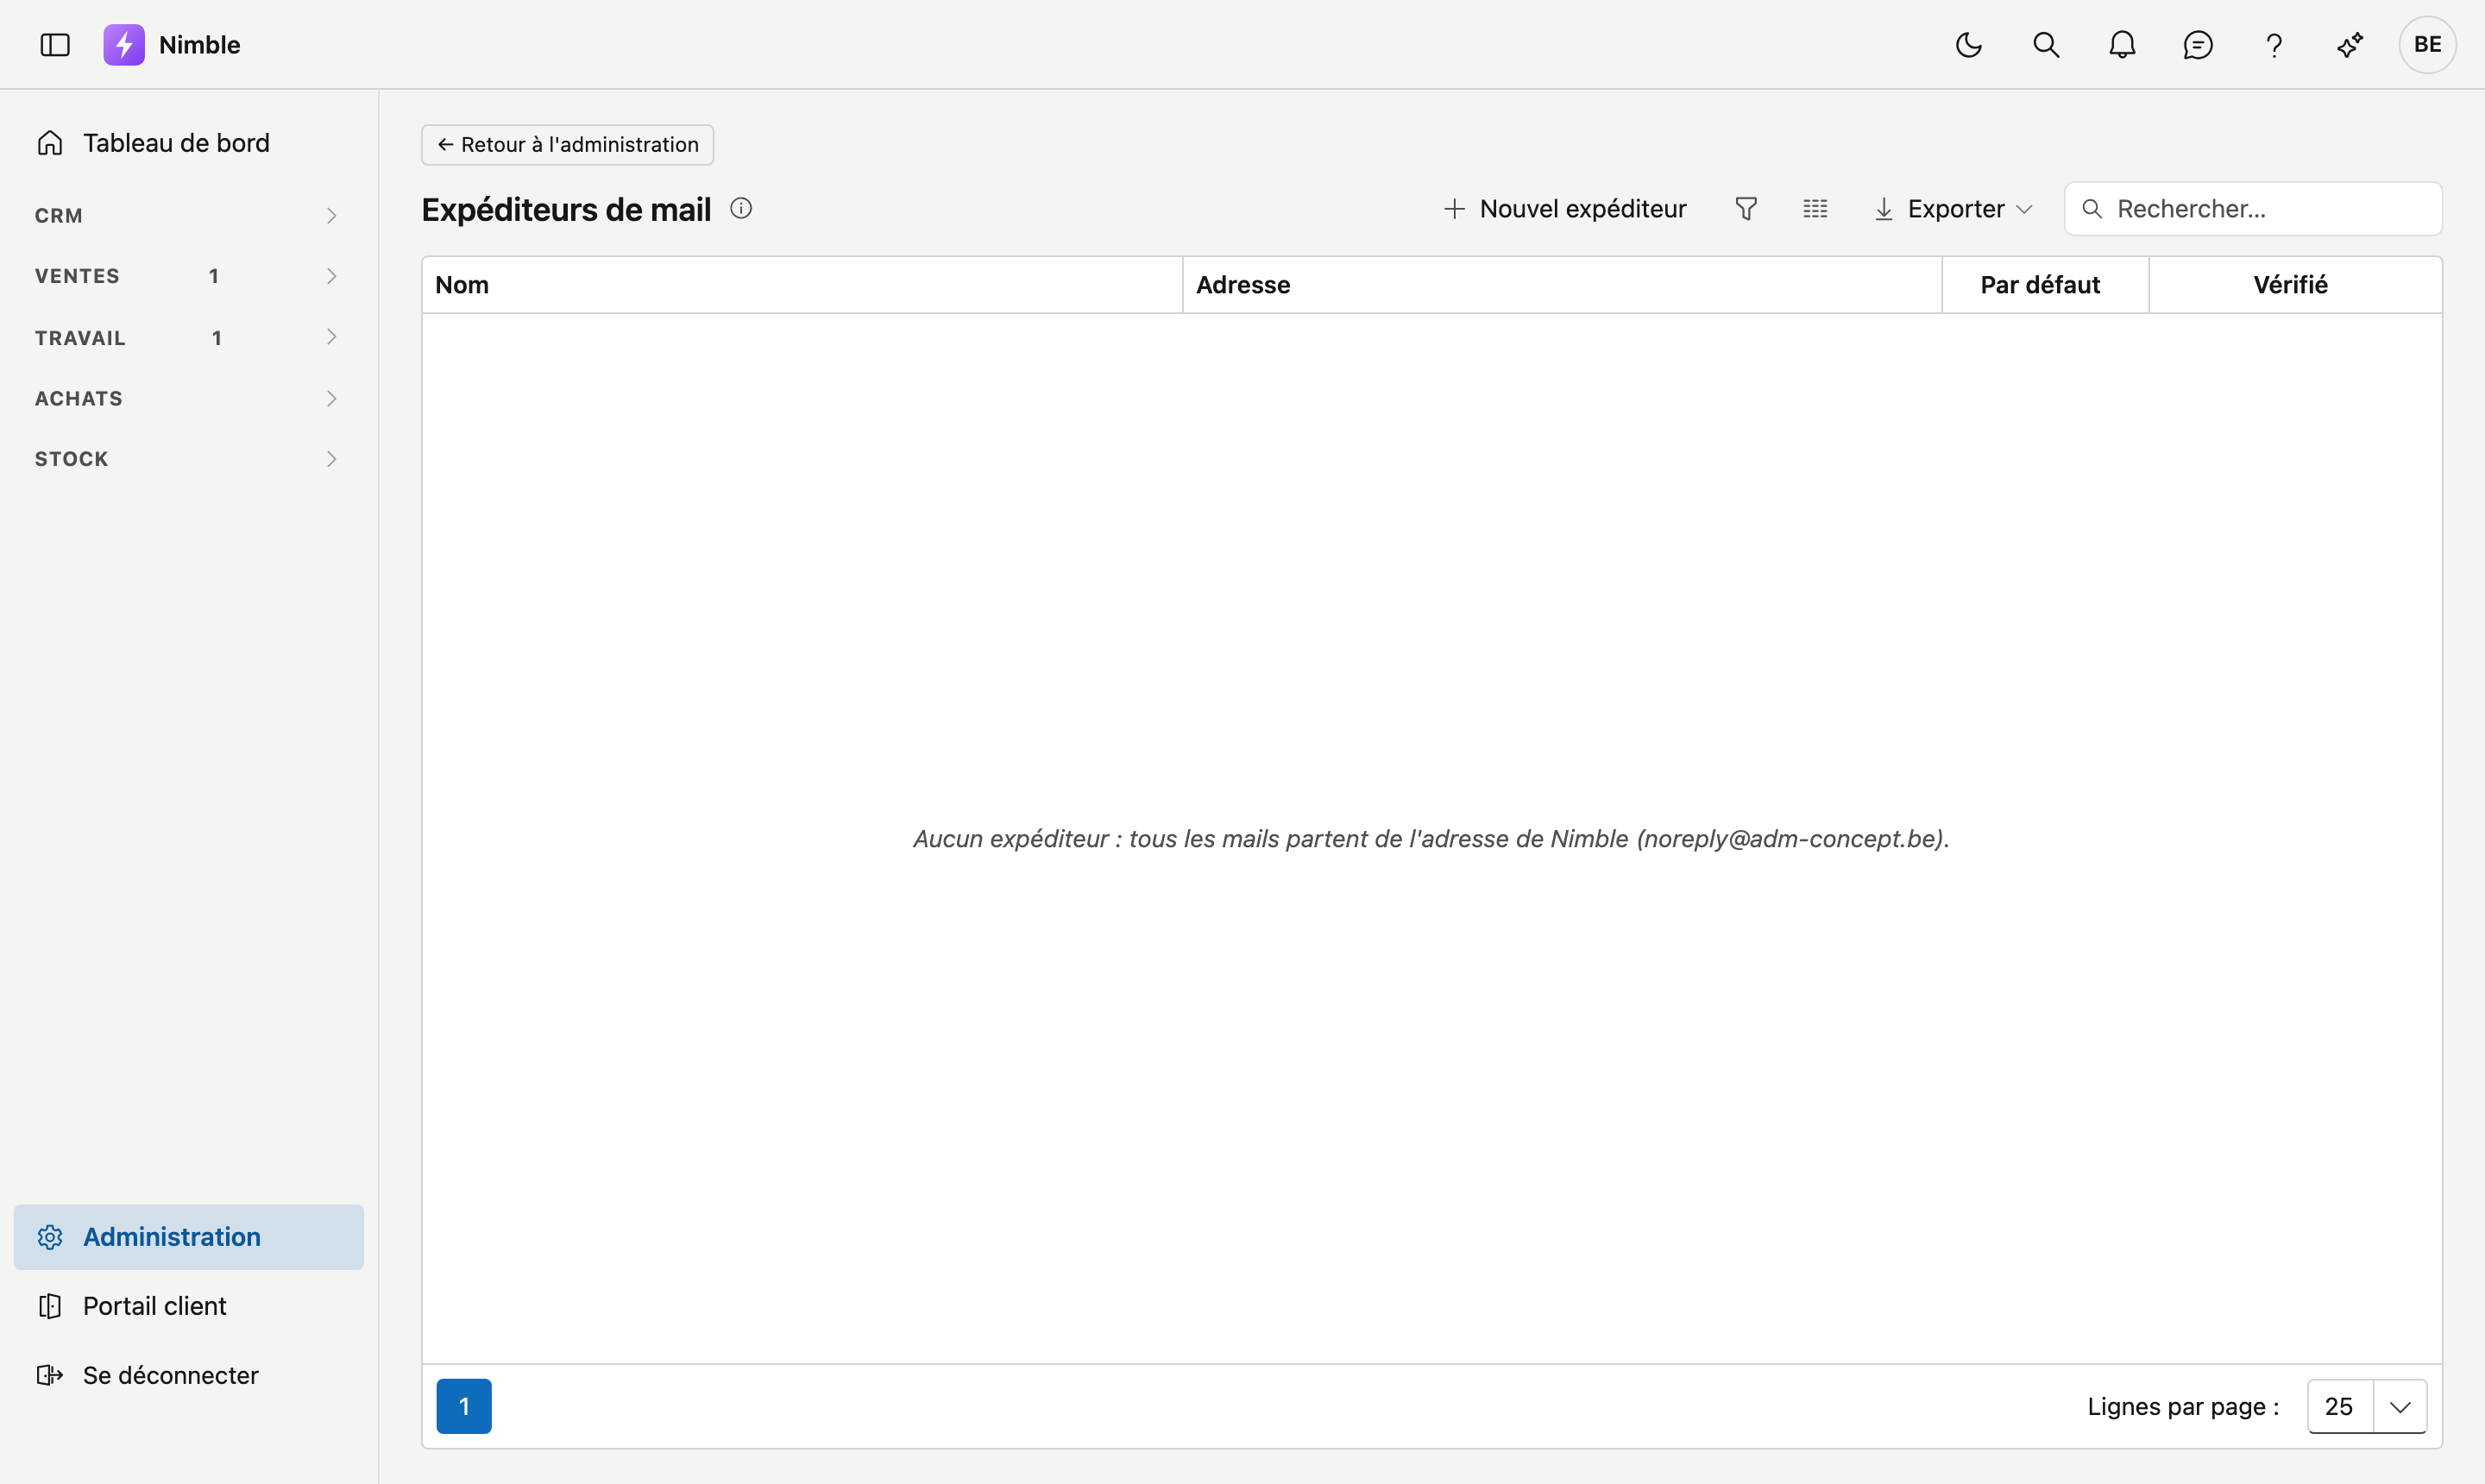 Nimble
BE
Tableau de bord
CRM
VENTES 1
TRAVAIL 1
ACHATS
STOCK
Administration
Portail client
Se déconnecter
← Retour à l'administration
Expéditeurs de mail
Nouvel expéditeur
Exporter
Rechercher...
Nom Adresse Par défaut Vérifié
Aucun expéditeur : tous les mails partent de l'adresse de Nimble (noreply@adm-concept.be).
1
Lignes par page : 25